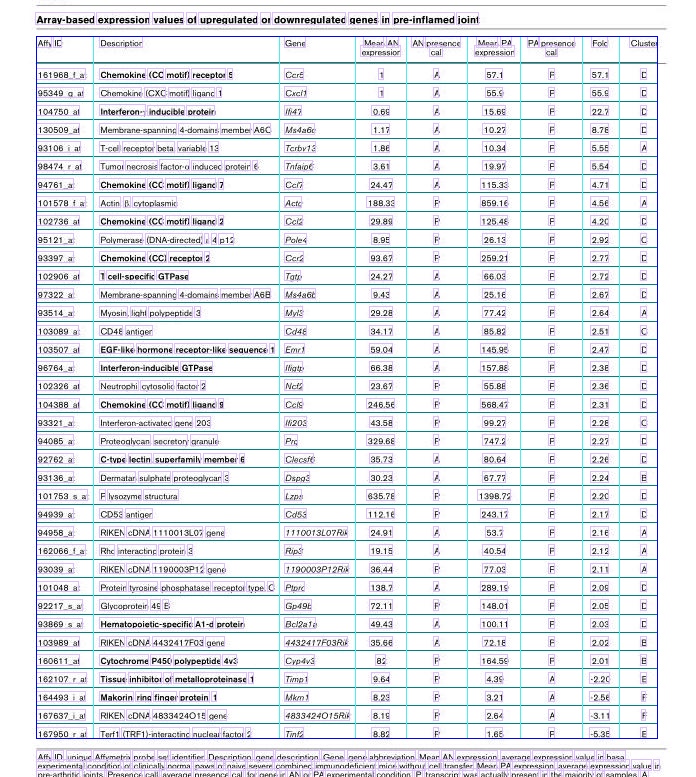 Array-based expression values of upregulated or downregulated genes in pre-inflamed joint
Affy ID Description Gene Mean AN expression AN presence call Mean PA expression PA presence call Fold Cluster
161968_f_at Chemokine (CC motif) receptor 5 Ccr5 1 A 57.1 P 57.1 D
95349_g_at Chemokine (CXC motif) ligand 1 Cxcl1 1 A 55.9 P 55.9 D
104750_at Interferon-γ inducible protein Ifi47 0.69 A 15.69 P 22.7 D
130509_at Membrane-spanning 4-domains member A6C Ms4a6c 1.17 A 10.27 P 8.78 D
93106_i_at T-cell receptor beta, variable 13 Tcrbv13 1.86 A 10.34 P 5.55 A
98474_r_at Tumor necrosis factor-α induced protein 6 Tnfaip6 3.61 A 19.97 P 5.54 D
94761_at Chemokine (CC motif) ligand 7 Ccl7 24.47 A 115.33 P 4.71 D
101578_f_at Actin, β, cytoplasmic Actc 188.33 A 859.16 P 4.56 A
102736_at Chemokine (CC motif) ligand 2 Ccl2 29.89 A 125.48 P 4.20 D
95121_at Polymerase (DNA-directed), ε 4 p12 Pole4 8.95 P 26.13 P 2.92 C
93397_at Chemokine (CC) receptor 2 Ccr2 93.67 A 259.21 P 2.77 D
102906_at T cell-specific GTPase Tgtp 24.27 A 66.03 P 2.72 D
97322_at Membrane-spanning 4-domains member A6B Ms4a6b 9.43 A 25.16 P 2.67 D
93514_at Myosin, light polypeptide 3 Myl3 29.28 A 77.42 P 2.64 A
103089_at CD48 antigen Cd48 34.17 A 85.82 P 2.51 C
103507_at EGF-like hormone receptor-like sequence 1 Emr1 59.04 A 145.95 P 2.47 D
96764_at Interferon-inducible GTPase Ifigtp 66.38 P 157.88 P 2.38 D
102326_at Neutrophil cytosolic factor 2 Ncf2 23.67 A 55.88 P 2.36 D
104388_at Chemokine (CC motif) ligand 9 Ccl9 246.56 P 568.47 P 2.31 D
93321_at Interferon-activated gene 203 Ifi203 43.58 P 99.27 P 2.28 C
94085_at Proteoglycan, secretory granule Prg 329.68 P 747.2 P 2.27 D
92762_at C-type lectin superfamily member 6 Clecsf6 35.73 A 80.64 P 2.26 D
93136_at Dermatan sulphate proteoglycan 3 Dspg3 30.23 A 67.77 P 2.24 B
101753_s_at P lysozyme structural Lzps 635.78 P 1398.72 P 2.20 D
94939_at CD53 antigen Cd53 112.16 P 243.17 P 2.17 D
94958_at RIKEN cDNA 1110013L07 gene 1110013L07Rik 24.91 A 53.7 P 2.16 A
162066_f_at Rho interacting protein 3 Rip3 19.15 A 40.54 P 2.12 A
93039_at RIKEN cDNA 1190003P12 gene 1190003P12Rik 36.44 P 77.03 P 2.11 A
101048_at Protein tyrosine phosphatase receptor type, C Ptprc 138.7 P 289.19 P 2.09 D
92217_s_at Glycoprotein 49 B Gp49b 72.11 P 148.01 P 2.05 D
93869_s_at Hematopoietic-specific A1-d protein Bcl2a1a 49.43 P 100.11 P 2.03 D
103989_at RIKEN cDNA 4432417F03 gene 4432417F03Rik 35.66 P 72.18 P 2.02 B
160611_at Cytochrome P450 polypeptide 4v3 Cyp4v3 82 P 164.59 P 2.01 B
162107_r_at Tissue inhibitor of metalloproteinase 1 Timp1 9.64 P 4.39 A -2.20 E
164493_i_at Makorin ring finger protein 1 Mkrn1 8.23 P 3.21 A -2.56 F
167637_i_at RIKEN cDNA 4833424O15 gene 4833424O15Rik 8.19 P 2.64 A -3.11 F
167950_r_at Terf1 (TRF1)-interacting nuclear factor 2 Tinf2 8.82 P 1.65 P -5.35 E
Affy ID, unique Affymetrix probe set identifier. Description, gene description. Gene, gene abbreviation. Mean AN expression, average expression value in basal
experimental condition of clinically normal paws of naive severe combined immunodeficient mice without cell transfer. Mean PA expression, average expression value in
pre-arthritic joints. Presence call, average presence call for gene in AN or PA experimental condition. P, transcript was actually present in the majority of samples. A,